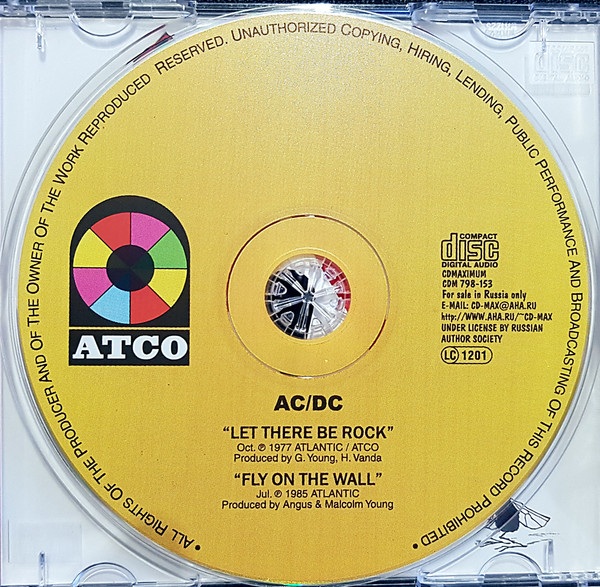 • ALL RIGHTS OF THE PRODUCER AND OF THE OWNER OF THE WORK REPRODUCED RESERVED. UNAUTHORIZED COPYING, HIRING, LENDING, PUBLIC PERFORMANCE AND BROADCASTING OF THIS RECORD PROHIBITED •
ATCO
COMPACT
disc
DIGITAL AUDIO
CDMAXIMUM
CDM 798-153
For sale in Russia only
E-MAIL: CD-MAX@AHA.RU
http://WWW.AHA.RU/~CD-MAX
UNDER LICENSE BY RUSSIAN
AUTHOR SOCIETY
LC 1201
AC/DC
“LET THERE BE ROCK”
Oct. ℗ 1977 ATLANTIC / ATCO
Produced by G. Young, H. Vanda
“FLY ON THE WALL”
Jul. ℗ 1985 ATLANTIC
Produced by Angus & Malcolm Young
disc